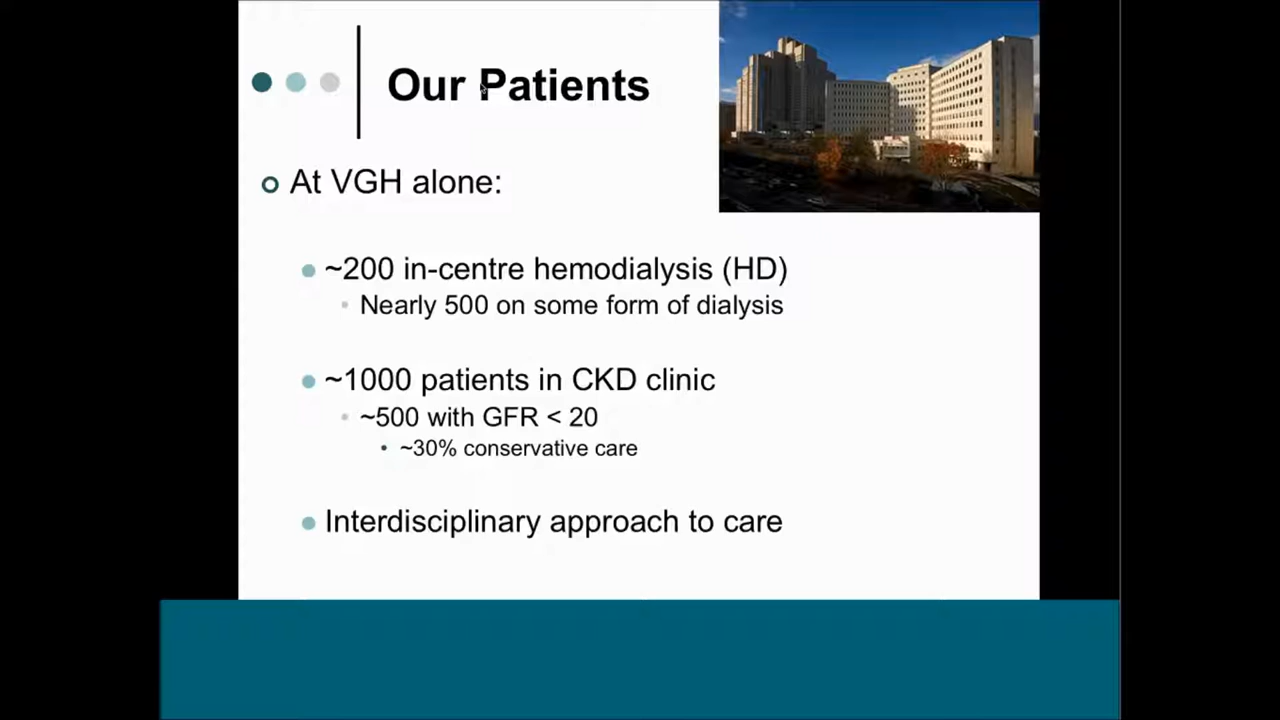 Our Patients
At VGH alone:
~200 in-centre hemodialysis (HD)
Nearly 500 on some form of dialysis
~1000 patients in CKD clinic
~500 with GFR < 20
~30% conservative care
Interdisciplinary approach to care